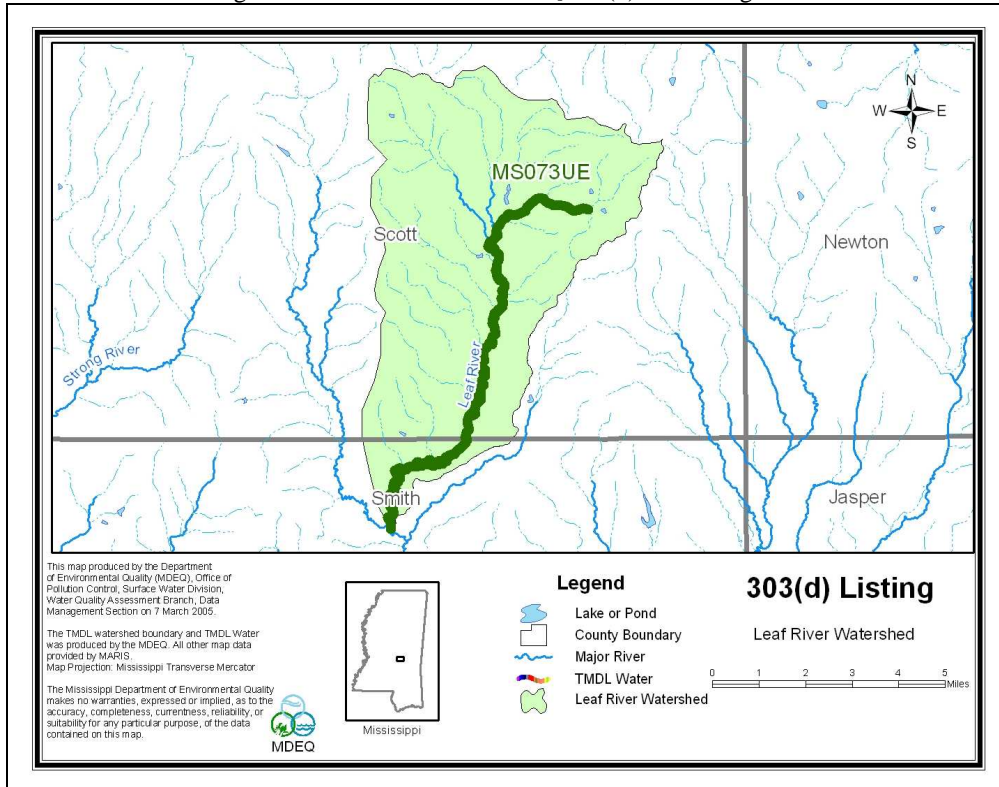 N
W E
S
MS073UE
Scott
Newton
Strong River
Leaf River
Smith
Jasper
This map produced by the Department
of Environmental Quality (MDEQ), Office of
Pollution Control, Surface Water Division,
Water Quality Assessment Branch, Data
Management Section on 7 March 2005.
The TMDL watershed boundary and TMDL Water
was produced by the MDEQ. All other map data
provided by MARIS.
Map Projection: Mississippi Transverse Mercator
The Mississippi Department of Environmental Quality
makes no warranties, expressed or implied, as to the
accuracy, completeness, currentness, reliability, or
suitability for any particular purpose, of the data
contained on this map.
MDEQ
Mississippi
Legend
Lake or Pond
County Boundary
Major River
TMDL Water
Leaf River Watershed
303(d) Listing
Leaf River Watershed
0 1 2 3 4 5
Miles